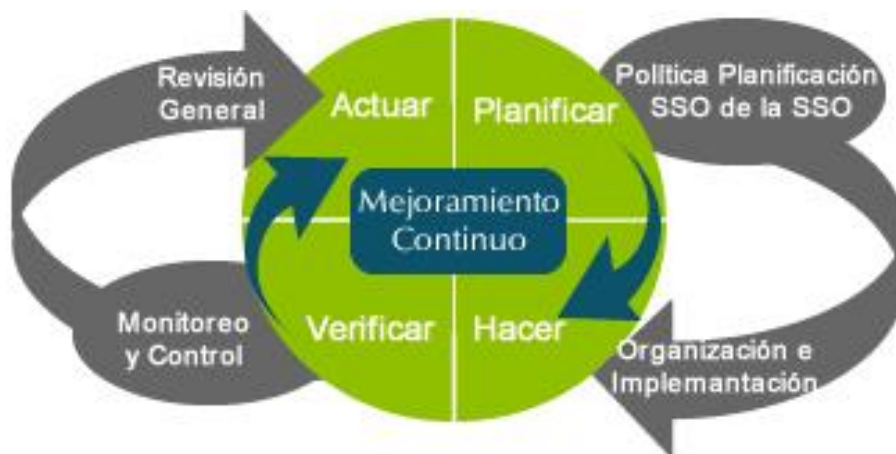 Revisión
General
Actuar
Planificar
Política Planificación
SSO de la SSO
Mejoramiento
Continuo
Monitoreo
y Control
Verificar
Hacer
Organización e
Implemantación